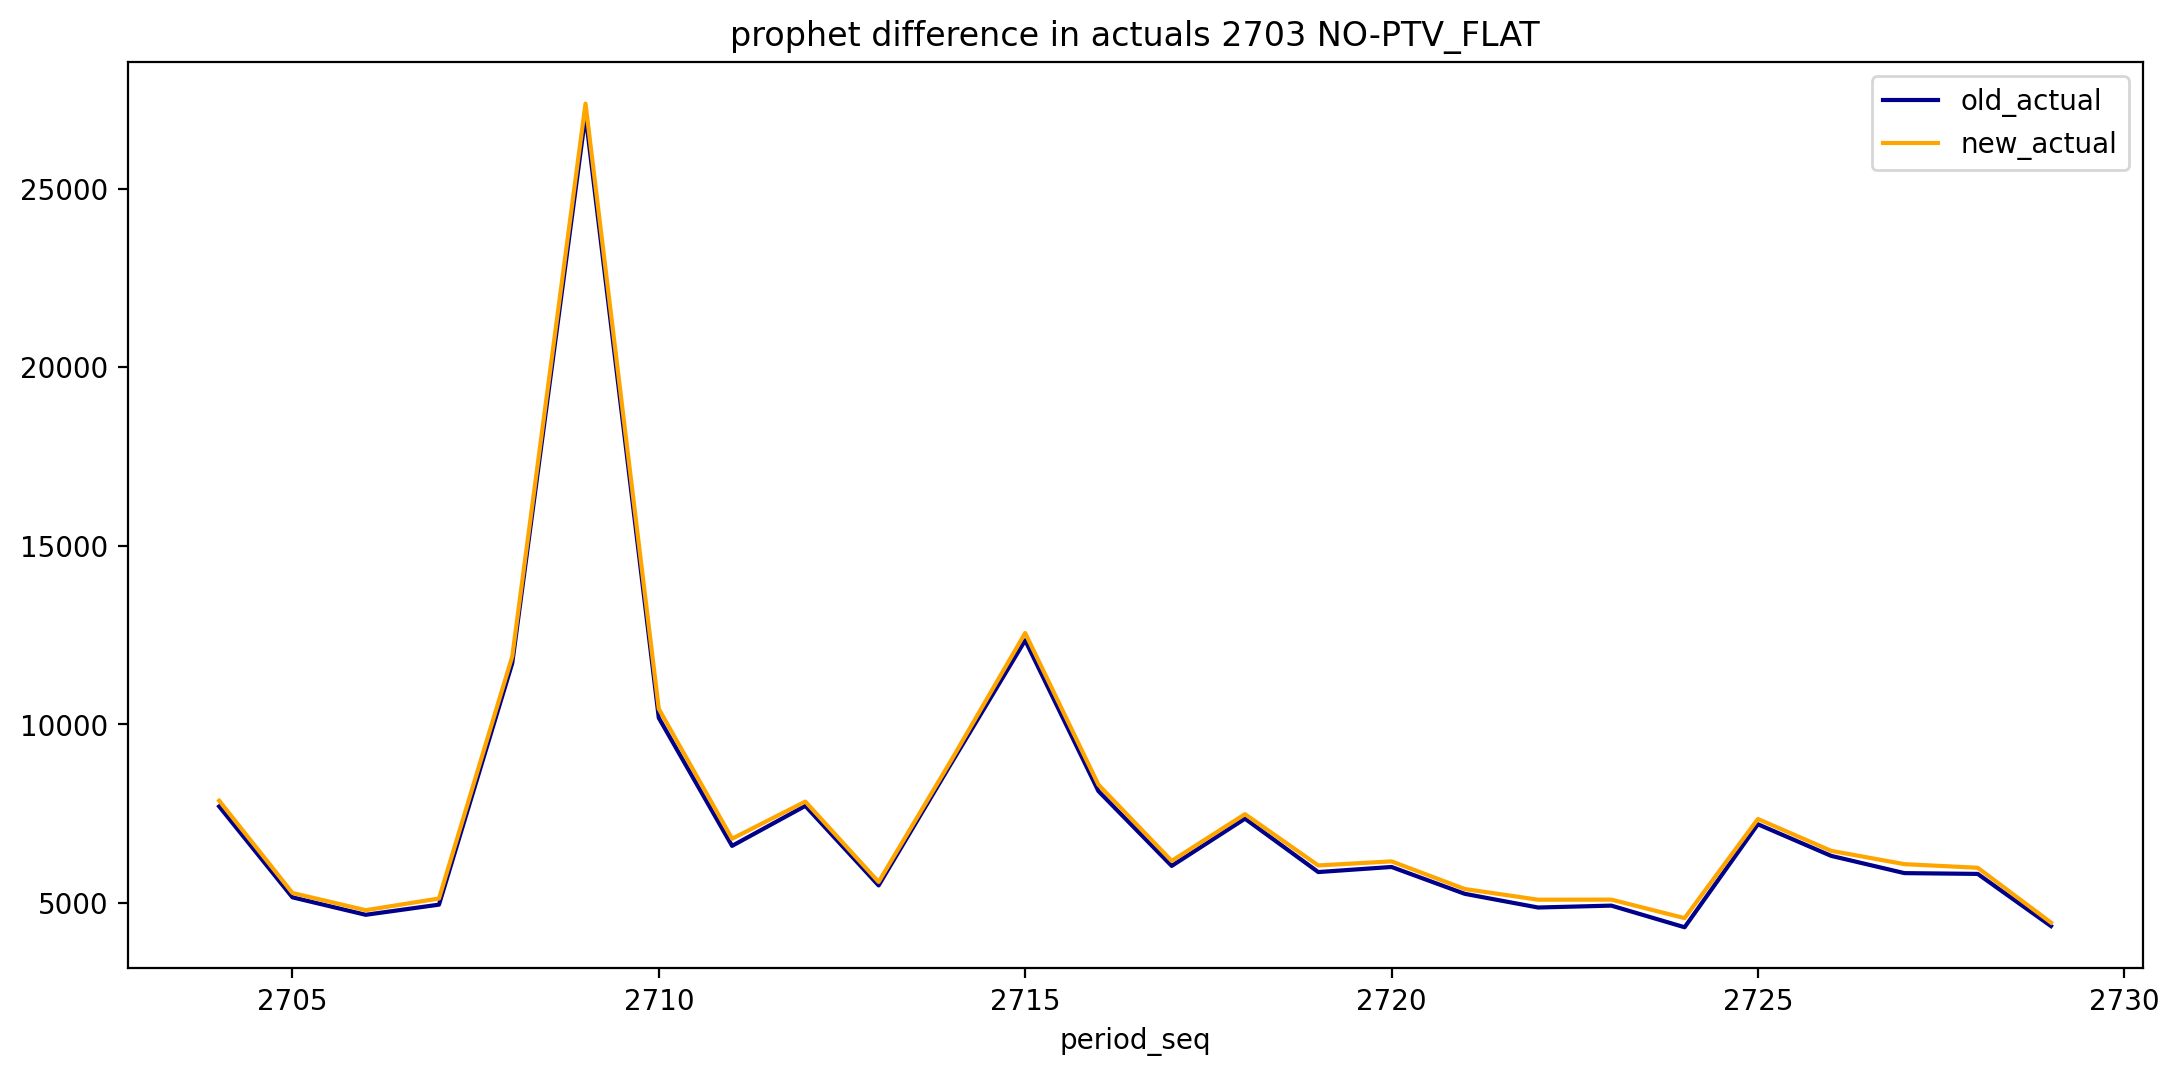 prophet difference in actuals 2703 NO-PTV_FLAT
old_actual
new_actual
25000
20000
15000
10000
5000
2705 2710 2715 2720 2725 2730
period_seq